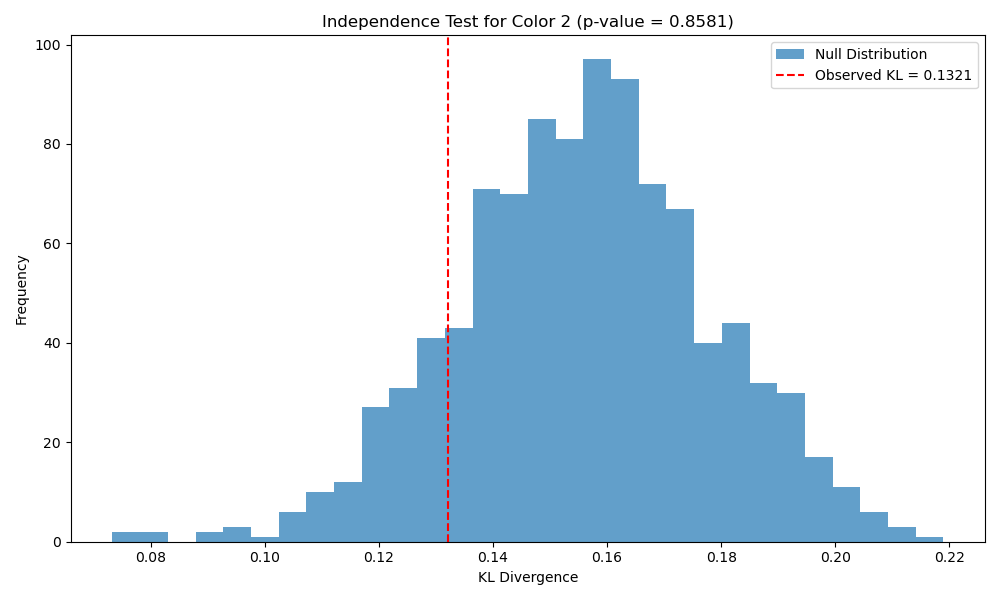 Independence Test for Color 2 (p-value = 0.8581)
Null Distribution
Observed KL = 0.1321
100
80
60
40
20
0
Frequency
0.08 0.10 0.12 0.14 0.16 0.18 0.20 0.22
KL Divergence